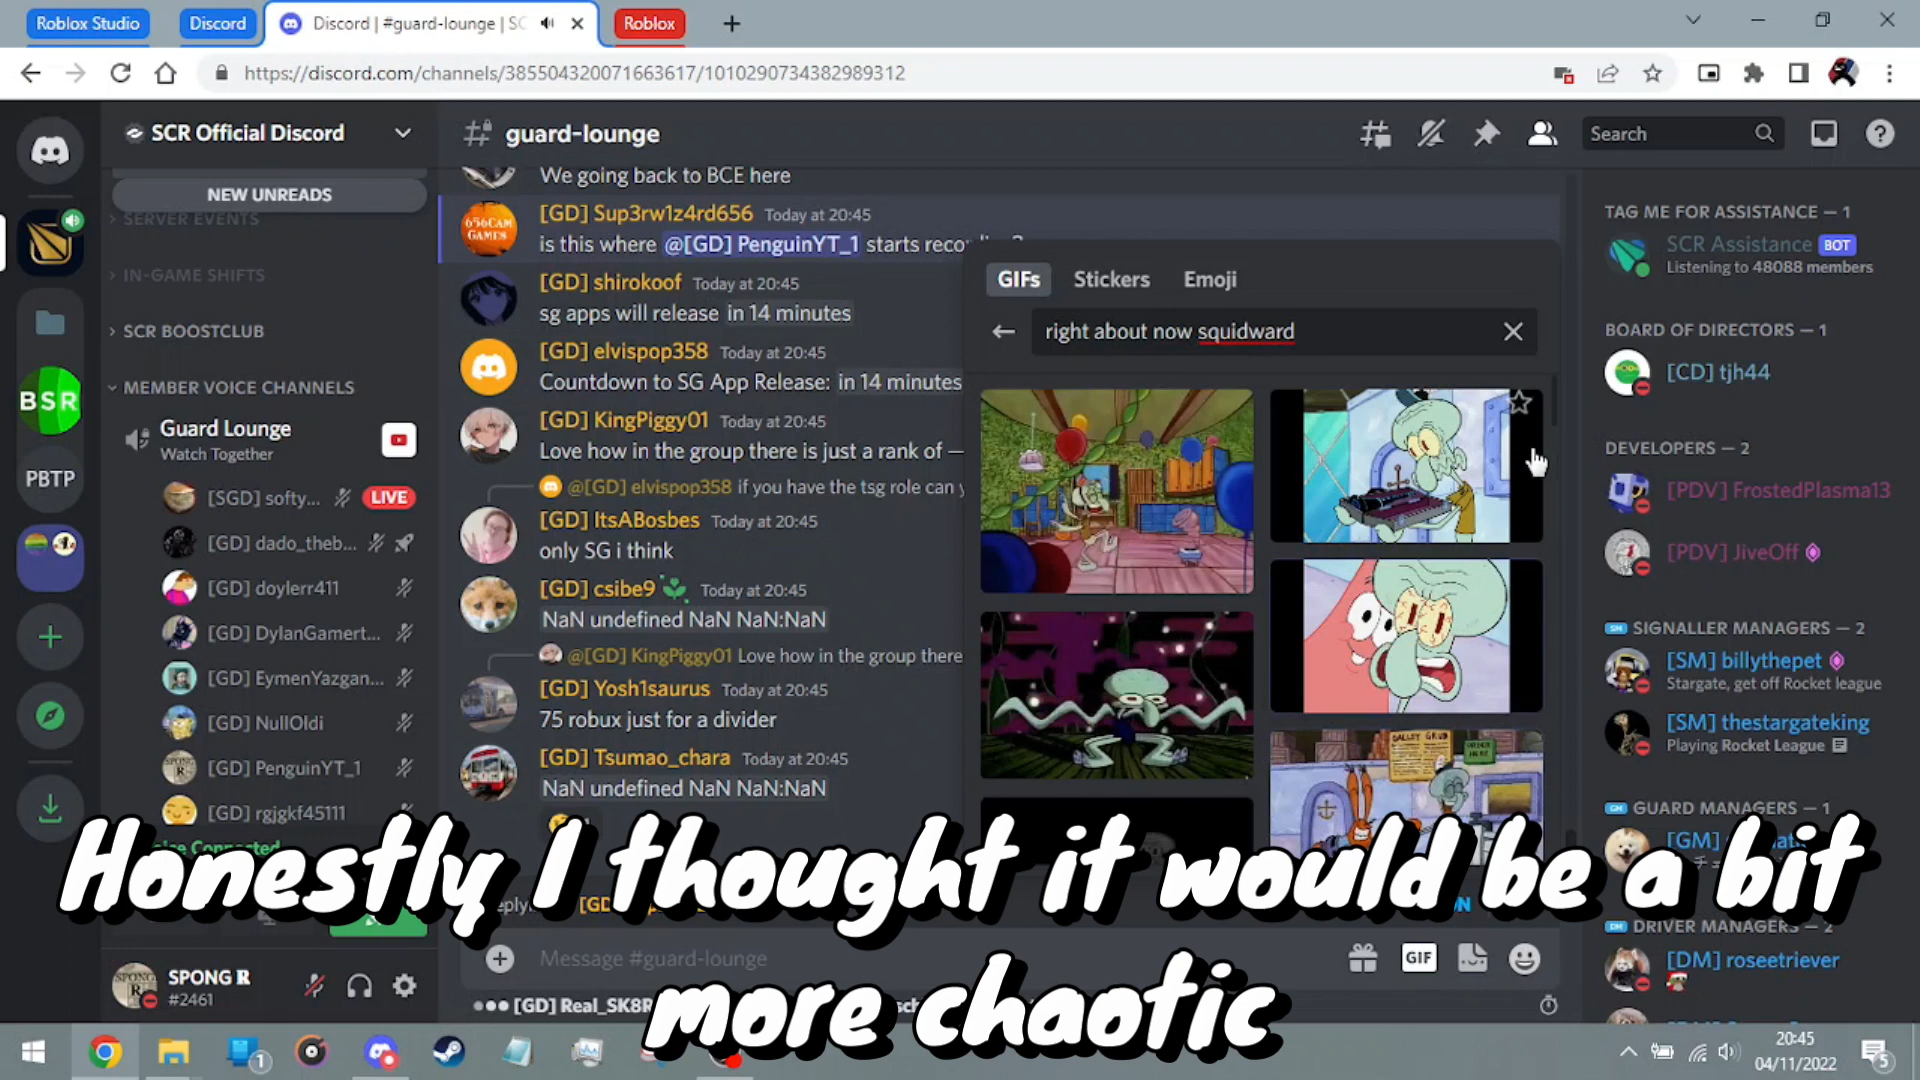 Roblox Studio
Discord
Discord | #guard-lounge | SC
Roblox
https://discord.com/channels/385504320071663617/1010290734382989312
SCR Official Discord
NEW UNREADS
SERVER EVENTS
IN-GAME SHIFTS
SCR BOOSTCLUB
MEMBER VOICE CHANNELS
Guard Lounge
Watch Together
[SGD] softy...
LIVE
[GD] dado_theb...
[GD] doylerr411
[GD] DylanGamert...
[GD] EymenYazgan...
[GD] NullOldi
[GD] PenguinYT_1
[GD] rgjgkf45111
BSR
PBTP
SPONG R
#2461
guard-lounge
Search
We going back to BCE here
656CAM
GAMES
[GD] Sup3rw1z4rd656 Today at 20:45
is this where @[GD] PenguinYT_1 starts
[GD] shirokoof Today at 20:45
sg apps will release in 14 minutes
[GD] elvispop358 Today at 20:45
Countdown to SG App Release: in 14 minutes
[GD] KingPiggy01 Today at 20:45
Love how in the group there is just a rank of —
@[GD] elvispop358 if you have the tsg role can y
[GD] ItsABosbes Today at 20:45
only SG i think
[GD] csibe9 Today at 20:45
NaN undefined NaN NaN:NaN
@[GD] KingPiggy01 Love how in the group there
[GD] Yosh1saurus Today at 20:45
75 robux just for a divider
[GD] Tsumao_chara Today at 20:45
NaN undefined NaN NaN:NaN
GIFs
Stickers
Emoji
right about now squidward
GALLEY GRUB
Message #guard-lounge
GIF
[GD] Real_SK8R
TAG ME FOR ASSISTANCE — 1
SCR Assistance BOT
Listening to 48088 members
BOARD OF DIRECTORS — 1
[CD] tjh44
DEVELOPERS — 2
[PDV] FrostedPlasma13
[PDV] JiveOff
SM SIGNALLER MANAGERS — 2
[SM] billythepet
Stargate, get off Rocket league
[SM] thestargateking
Playing Rocket League
GM GUARD MANAGERS — 1
DM DRIVER MANAGERS — 2
[DM] roseetriever
Honestly I thought it would be a bit
more chaotic
1
20:45
04/11/2022
5